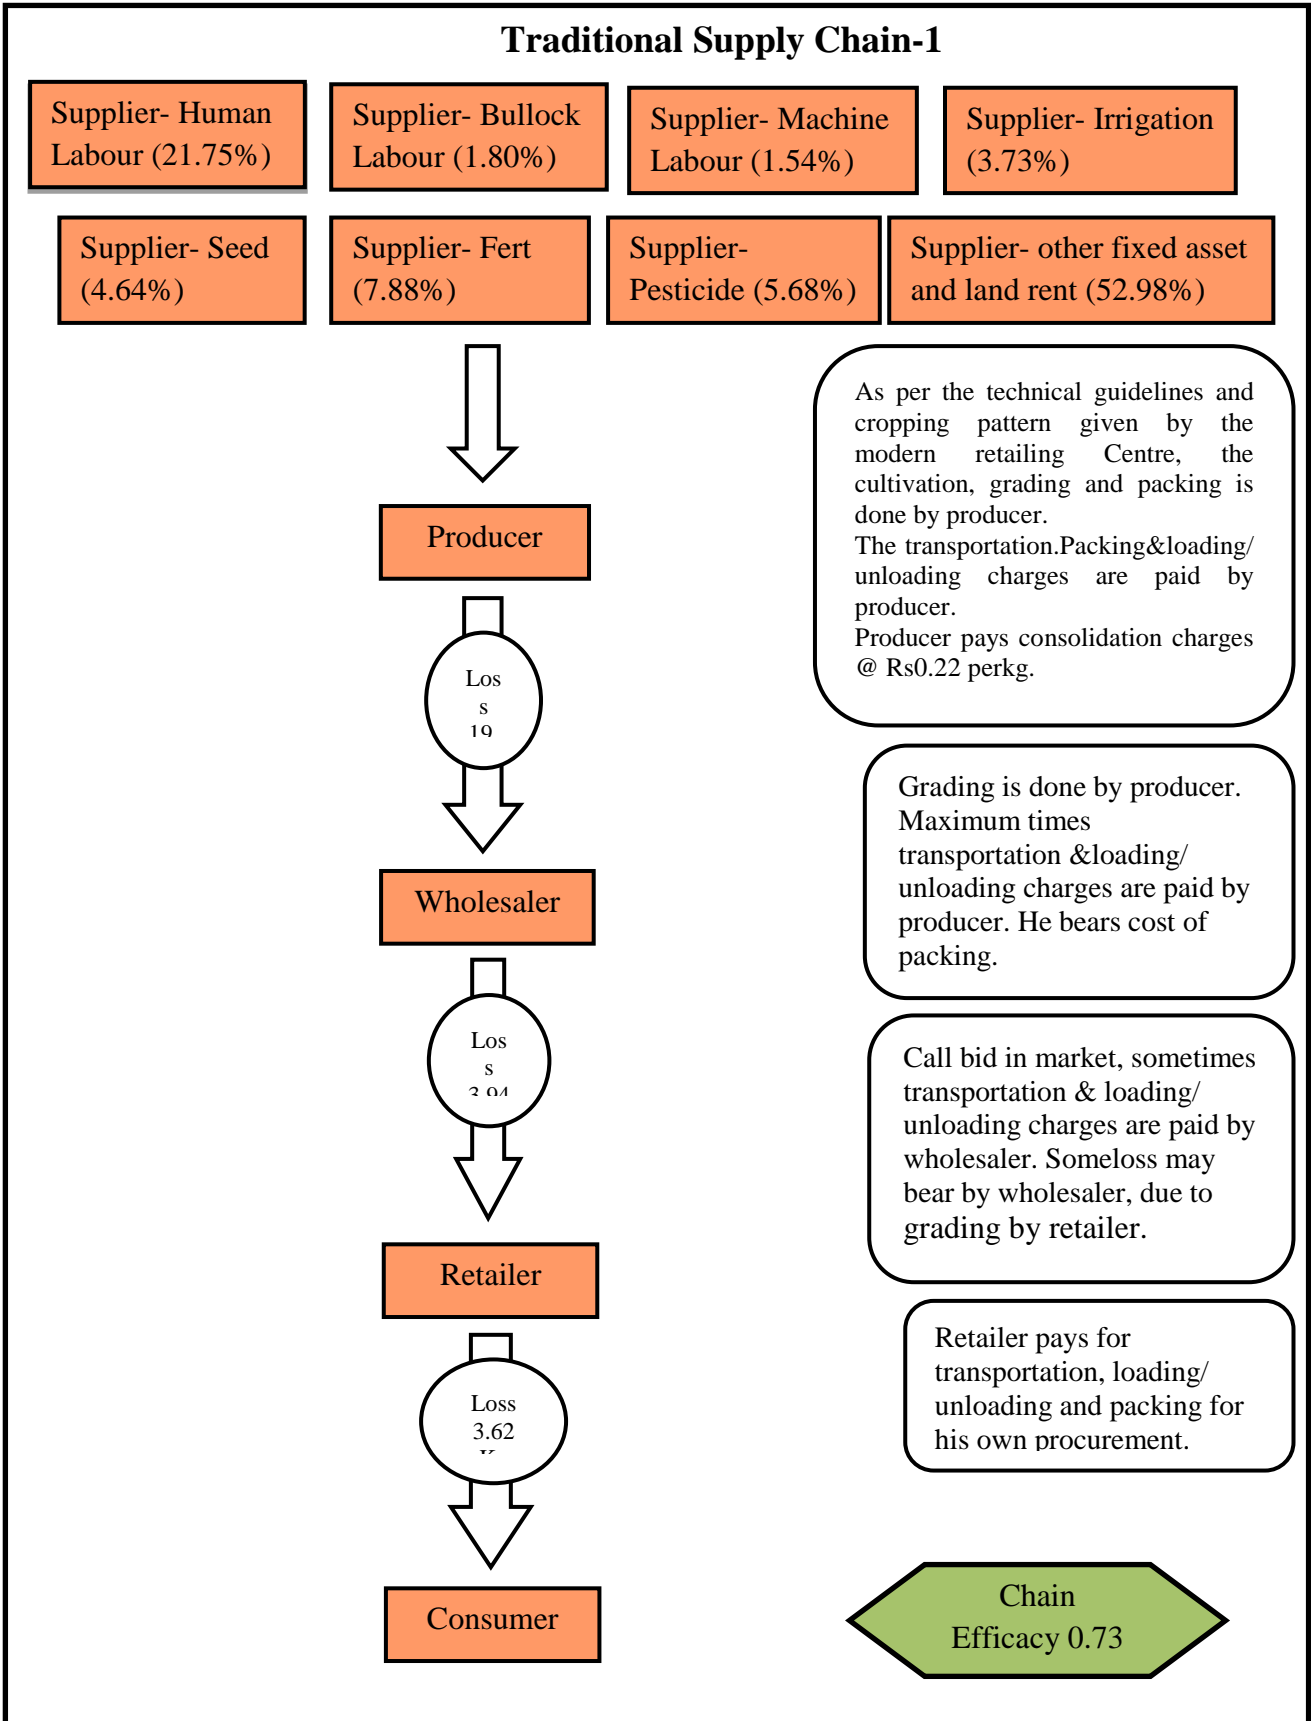 Traditional Supply Chain-1
Supplier- Human
Labour (21.75%)
Supplier- Bullock
Labour (1.80%)
Supplier- Machine
Labour (1.54%)
Supplier- Irrigation
(3.73%)
Supplier- Seed
(4.64%)
Supplier- Fert
(7.88%)
Supplier-
Pesticide (5.68%)
Supplier- other fixed asset
and land rent (52.98%)
As per the technical guidelines and
cropping pattern given by the
modern retailing Centre, the
cultivation, grading and packing is
done by producer.
The transportation.Packing&loading/
unloading charges are paid by
producer.
Producer pays consolidation charges
@ Rs0.22 perkg.
Producer
Los
s
19
Grading is done by producer.
Maximum times
transportation &loading/
unloading charges are paid by
producer. He bears cost of
packing.
Wholesaler
Los
s
3.94
Call bid in market, sometimes
transportation & loading/
unloading charges are paid by
wholesaler. Someloss may
bear by wholesaler, due to
grading by retailer.
Retailer
Loss
3.62
Retailer pays for
transportation, loading/
unloading and packing for
his own procurement.
Consumer
Chain
Efficacy 0.73